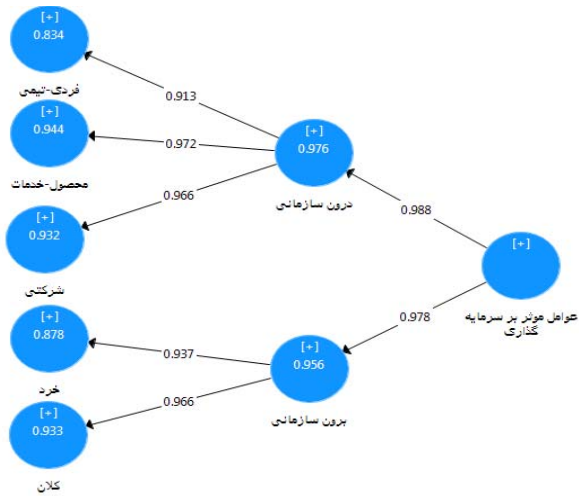 [+]
0.834
فردی-تیمی
[+]
0.944
محصول-خدمات
[+]
0.932
شرکتی
[+]
0.878
خرد
[+]
0.933
کلان
0.913
0.972
0.966
0.937
0.966
[+]
0.976
درون سازمانی
[+]
0.956
برون سازمانی
0.988
0.978
[+]
عوامل موثر بر سرمایه
گذاری